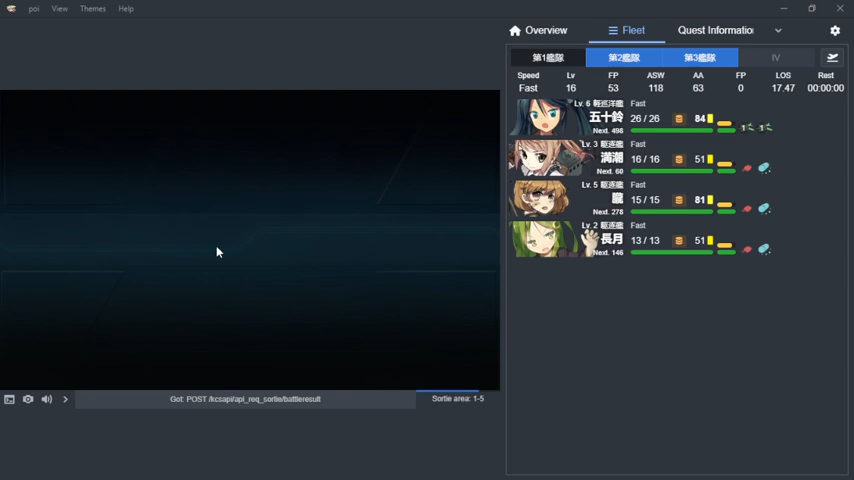 poi View Themes Help
Overview Fleet Quest Informatio
第1艦隊 第2艦隊 第3艦隊 IV
Speed Lv FP ASW AA FP LOS Rest
Fast 16 53 118 63 0 17.47 00:00:00
Lv. 6 軽巡洋艦 Fast
五十鈴 26 / 26 84
Next. 498
1 1
Lv. 3 駆逐艦 Fast
満潮 16 / 16 51
Next. 60
Lv. 5 駆逐艦 Fast
朧 15 / 15 81
Next. 278
Lv. 2 駆逐艦 Fast
長月 13 / 13 51
Next. 146
Got: POST /kcsapi/api_req_sortie/battleresult Sortie area: 1-5